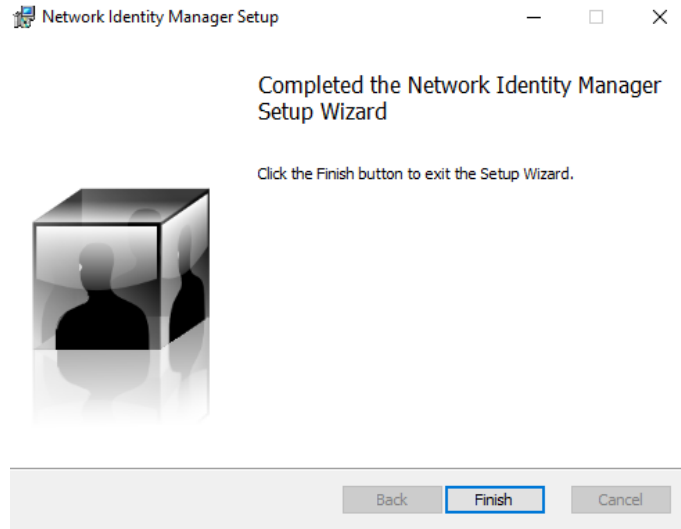 Network Identity Manager Setup
Completed the Network Identity Manager
Setup Wizard
Click the Finish button to exit the Setup Wizard.
Back Finish Cancel